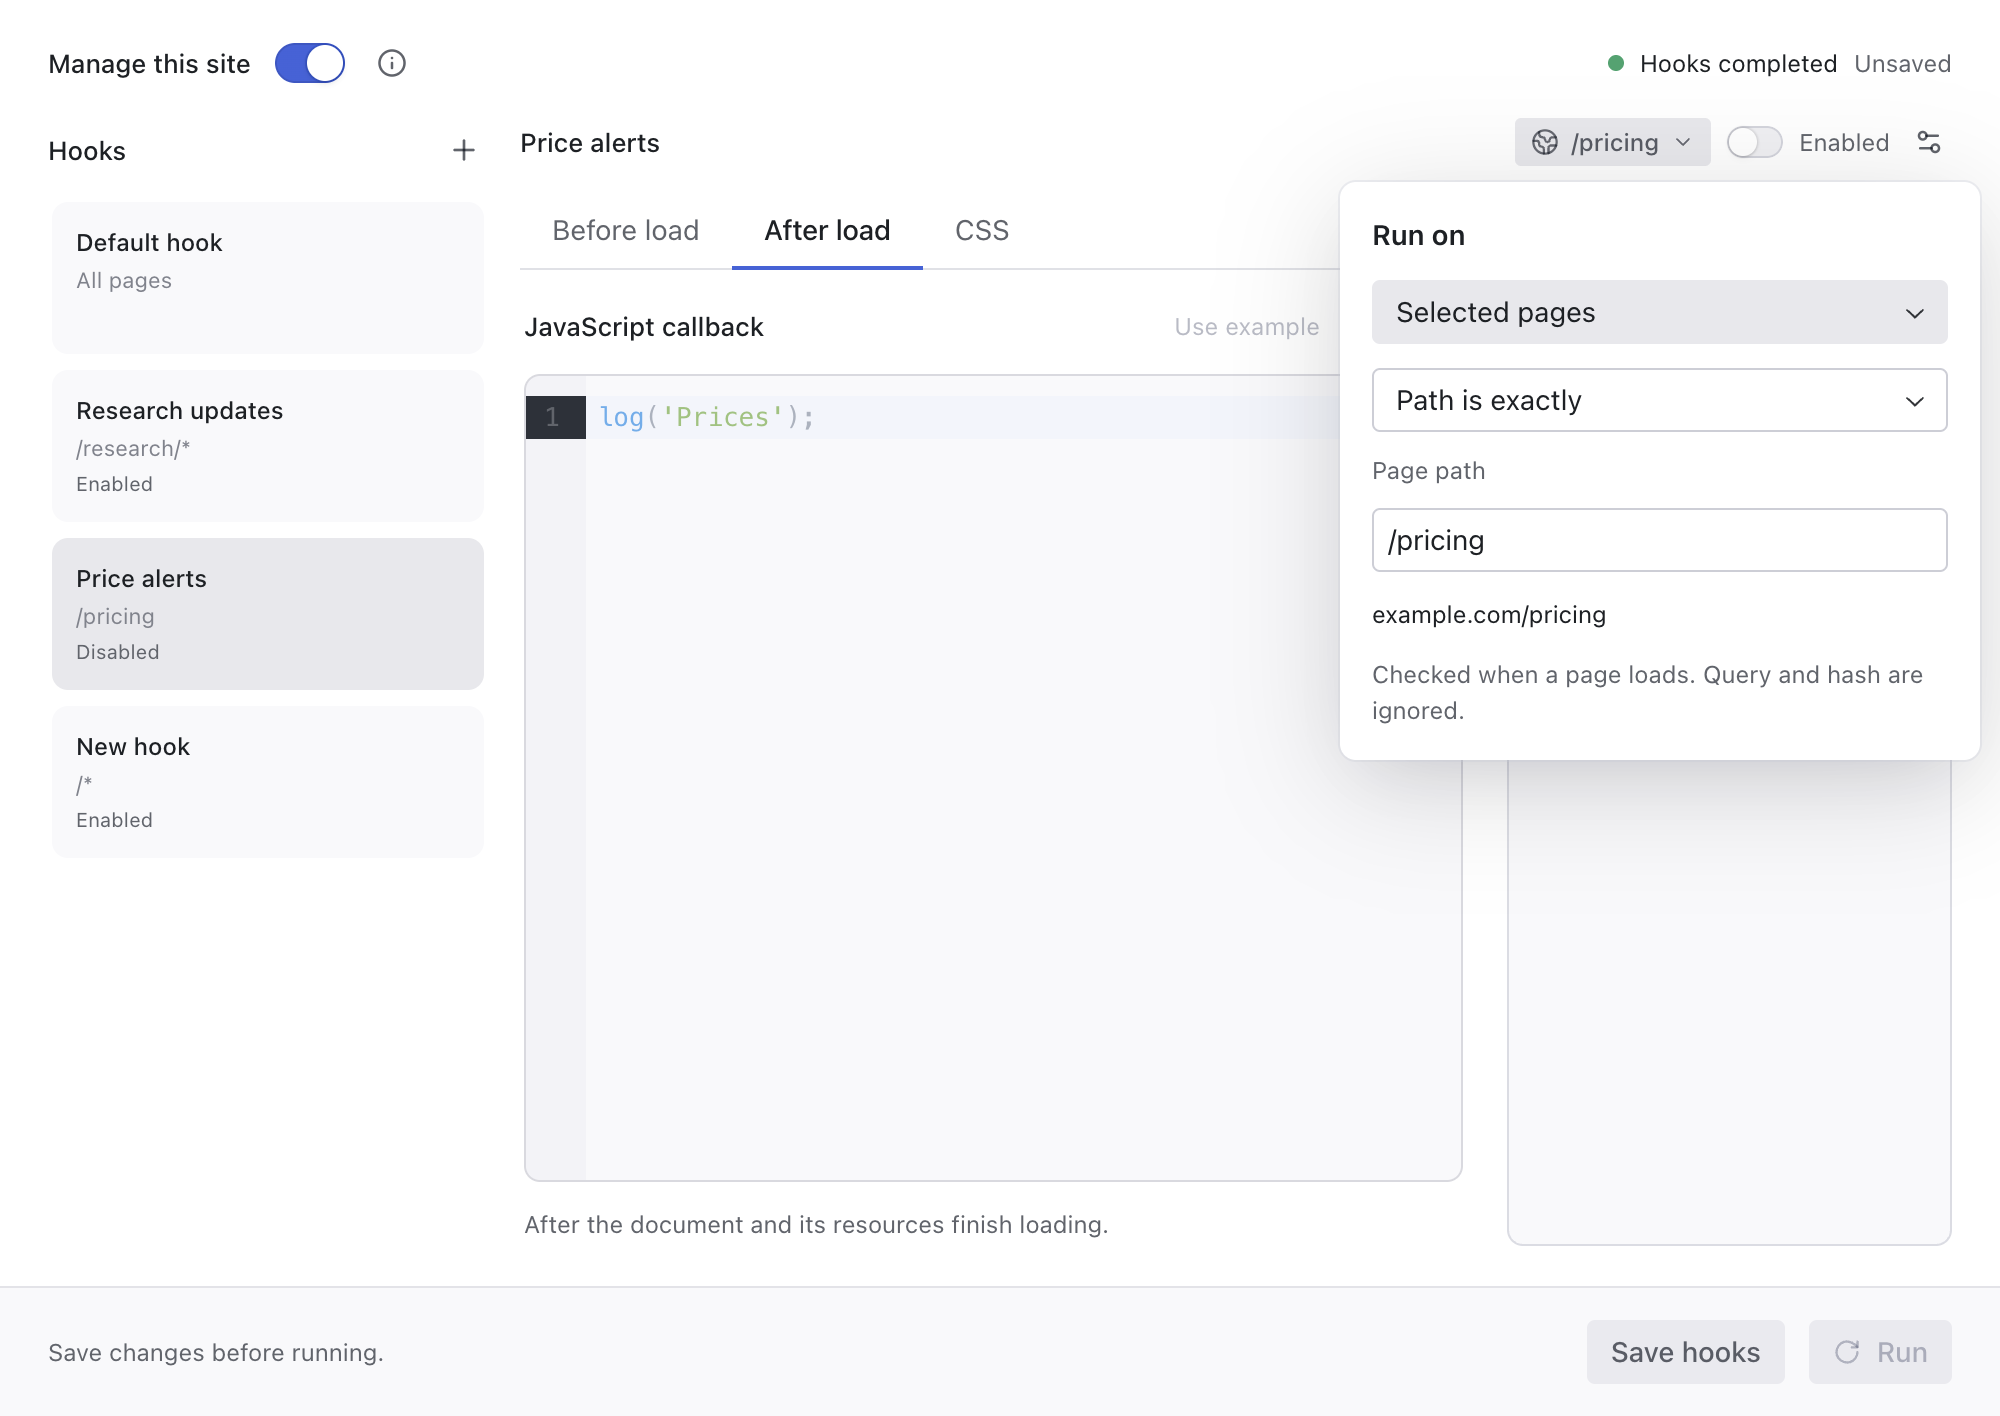 Manage this site
Hooks completed Unsaved
Hooks
Default hook
All pages
Research updates
/research/*
Enabled
Price alerts
/pricing
Disabled
New hook
/*
Enabled
Price alerts
/pricing
Enabled
Before load After load CSS
JavaScript callback
Use example
1 log('Prices');
After the document and its resources finish loading.
Run on
Selected pages
Path is exactly
Page path
/pricing
example.com/pricing
Checked when a page loads. Query and hash are
ignored.
Save changes before running.
Save hooks
Run